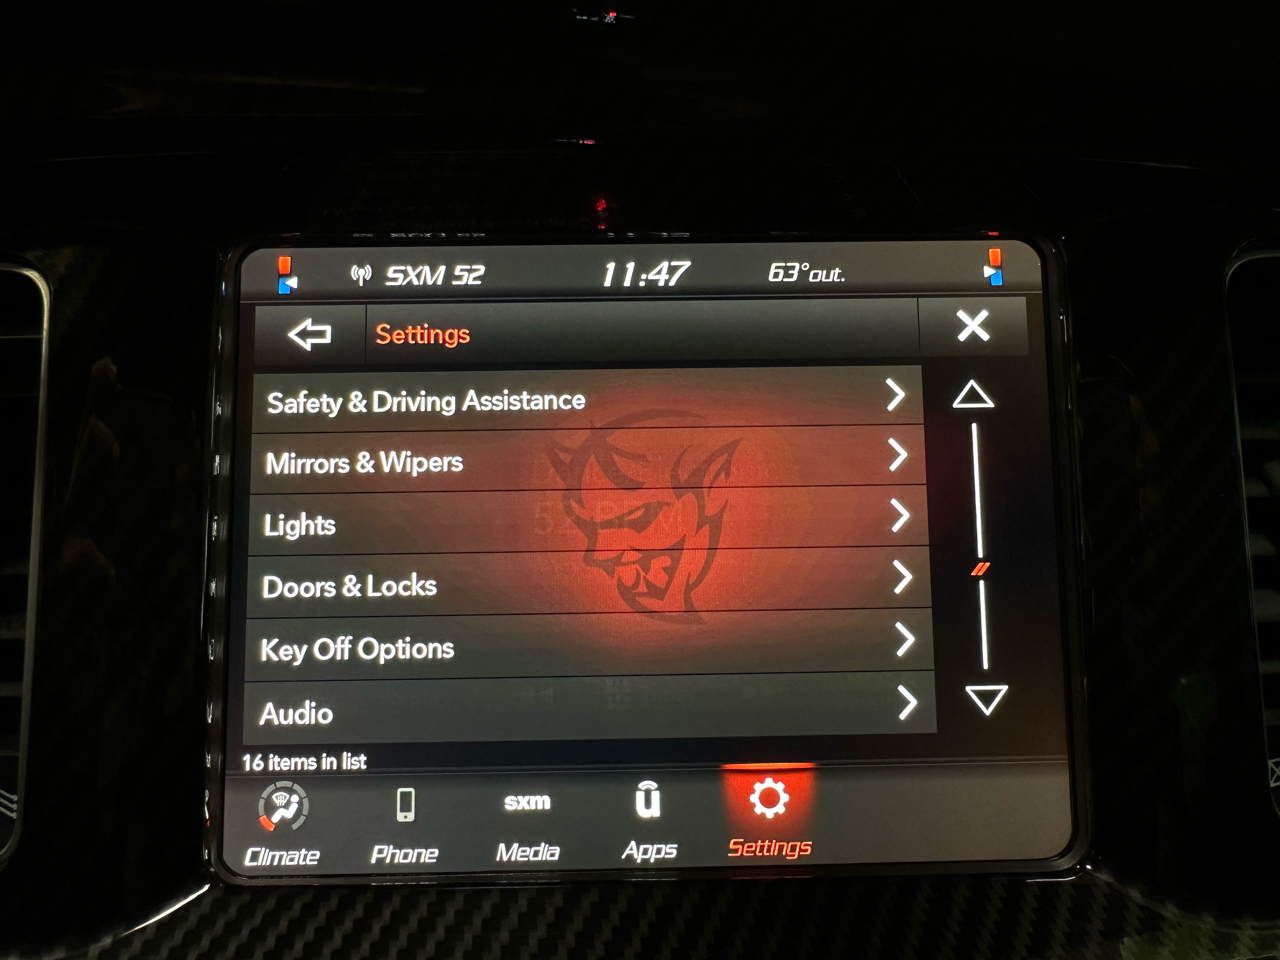 SXM 52
11:47
63° out.
Settings
Safety & Driving Assistance
Mirrors & Wipers
Lights
Doors & Locks
Key Off Options
Audio
16 items in list
sxm
u
Climate
Phone
Media
Apps
Settings